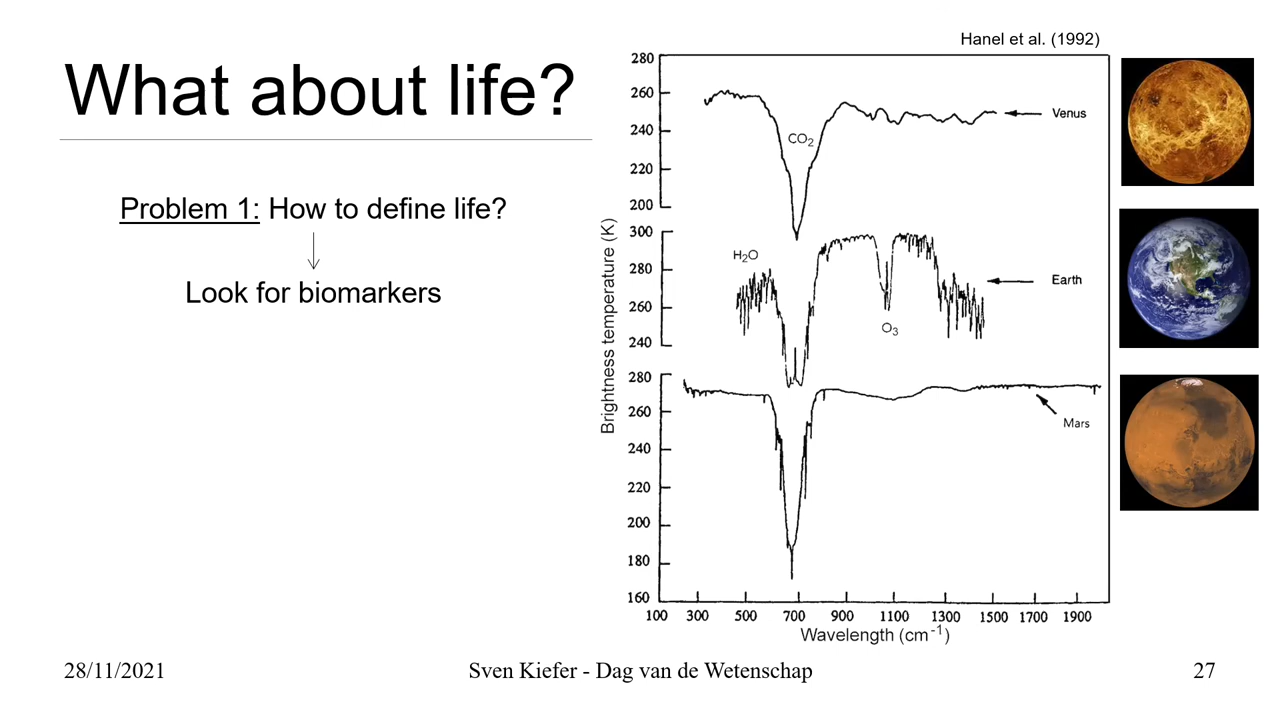 Hanel et al. (1992)
What about life?
Problem 1: How to define life?
Look for biomarkers
280
260
240
220
200
CO₂
Venus
300
280
260
240
H₂O
O₃
Earth
280
260
240
220
200
180
160
Mars
Brightness temperature (K)
100 300 500 700 900 1100 1300 1500 1700 1900
Wavelength (cm⁻¹)
28/11/2021
Sven Kiefer - Dag van de Wetenschap
27